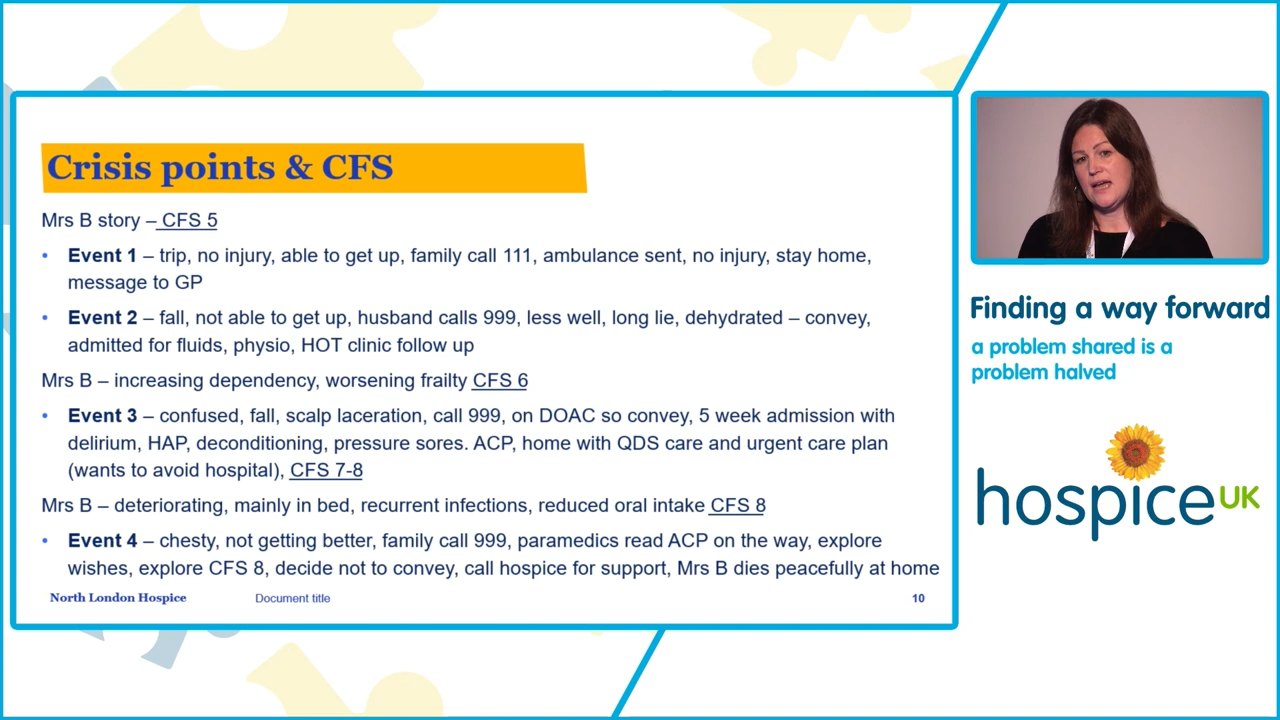 Crisis points & CFS
Mrs B story – CFS 5
• Event 1 – trip, no injury, able to get up, family call 111, ambulance sent, no injury, stay home,
message to GP
• Event 2 – fall, not able to get up, husband calls 999, less well, long lie, dehydrated – convey,
admitted for fluids, physio, HOT clinic follow up
Mrs B – increasing dependency, worsening frailty CFS 6
• Event 3 – confused, fall, scalp laceration, call 999, on DOAC so convey, 5 week admission with
delirium, HAP, deconditioning, pressure sores. ACP, home with QDS care and urgent care plan
(wants to avoid hospital), CFS 7-8
Mrs B – deteriorating, mainly in bed, recurrent infections, reduced oral intake CFS 8
• Event 4 – chesty, not getting better, family call 999, paramedics read ACP on the way, explore
wishes, explore CFS 8, decide not to convey, call hospice for support, Mrs B dies peacefully at home
North London Hospice Document title 10
Finding a way forward
a problem shared is a
problem halved
hospice UK